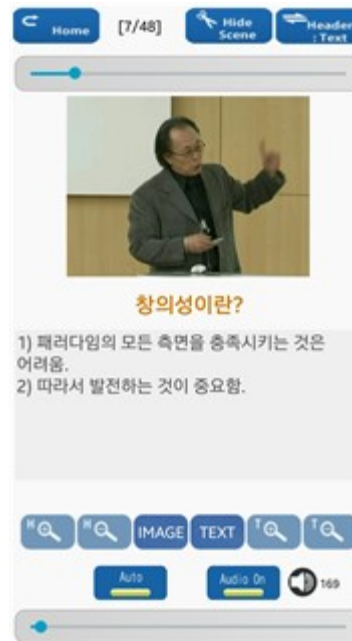 Home
[7/48]
Hide
Scene
Header
: Text
창의성이란?
1) 패러다임의 모든 측면을 충족시키는 것은
어려움.
2) 따라서 발전하는 것이 중요함.
H
H
IMAGE
TEXT
T
T
Auto
Audio On
169